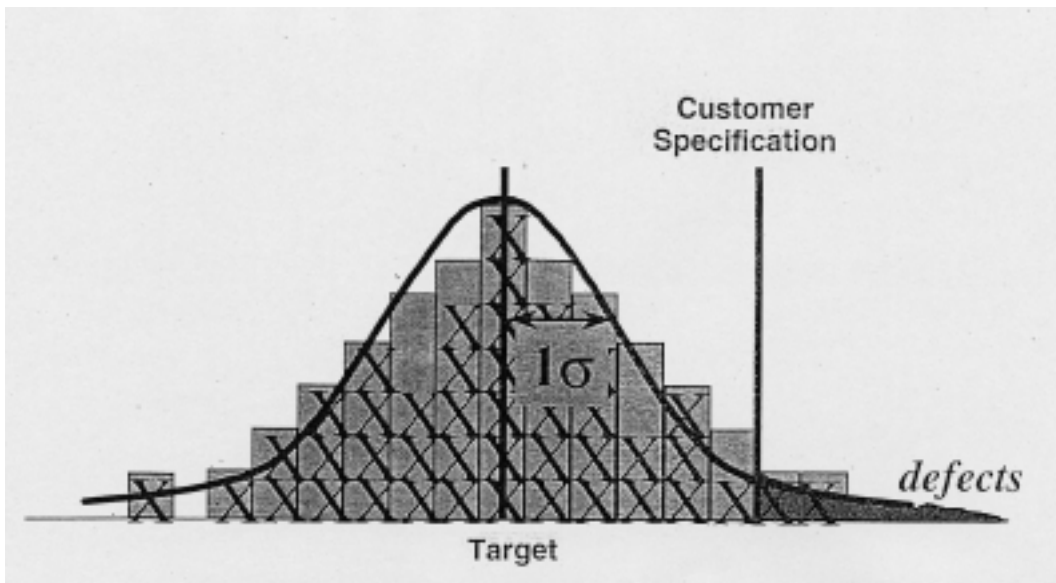 Customer
Specification
1σ
defects
Target